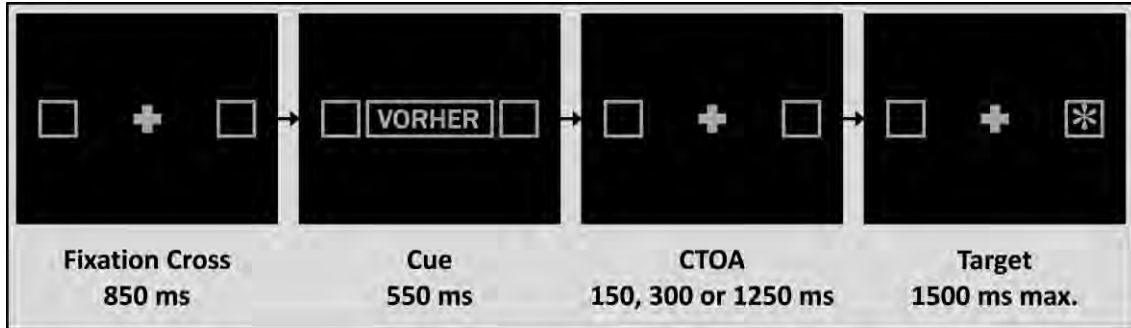 VORHER
Fixation Cross
850 ms
Cue
550 ms
CTOA
150, 300 or 1250 ms
Target
1500 ms max.